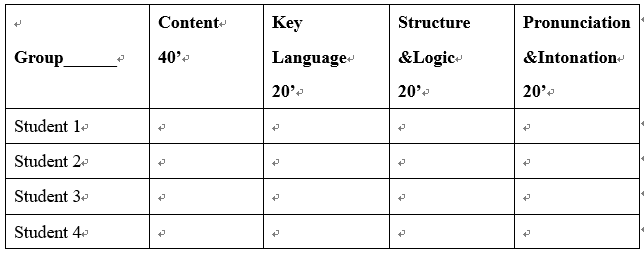 Group______
Content
40’
Key
Language
20’
Structure
&Logic
20’
Pronunciation
&Intonation
20’
Student 1
Student 2
Student 3
Student 4